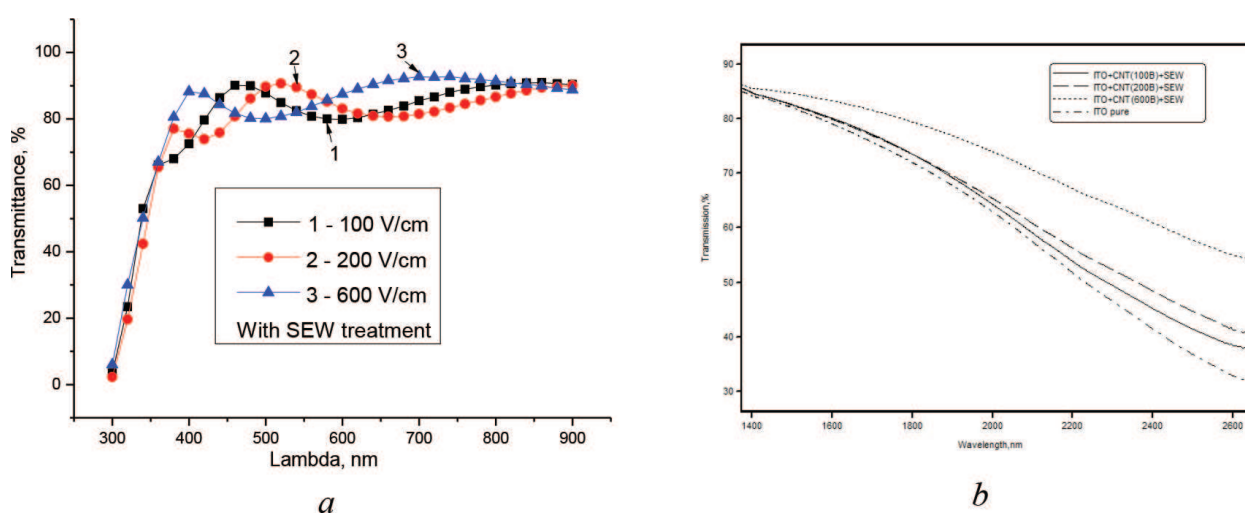 Transmittance, %
100
80
60
40
20
0
2
3
1
1 - 100 V/cm
2 - 200 V/cm
3 - 600 V/cm
With SEW treatment
300 400 500 600 700 800 900
Lambda, nm
a
Transmission,%
90
80
70
60
50
40
30
ITO+CNT(100B)+SEW
ITO+CNT(200B)+SEW
ITO+CNT(600B)+SEW
ITO pure
1400 1600 1800 2000 2200 2400 2600
Wavelength,nm
b